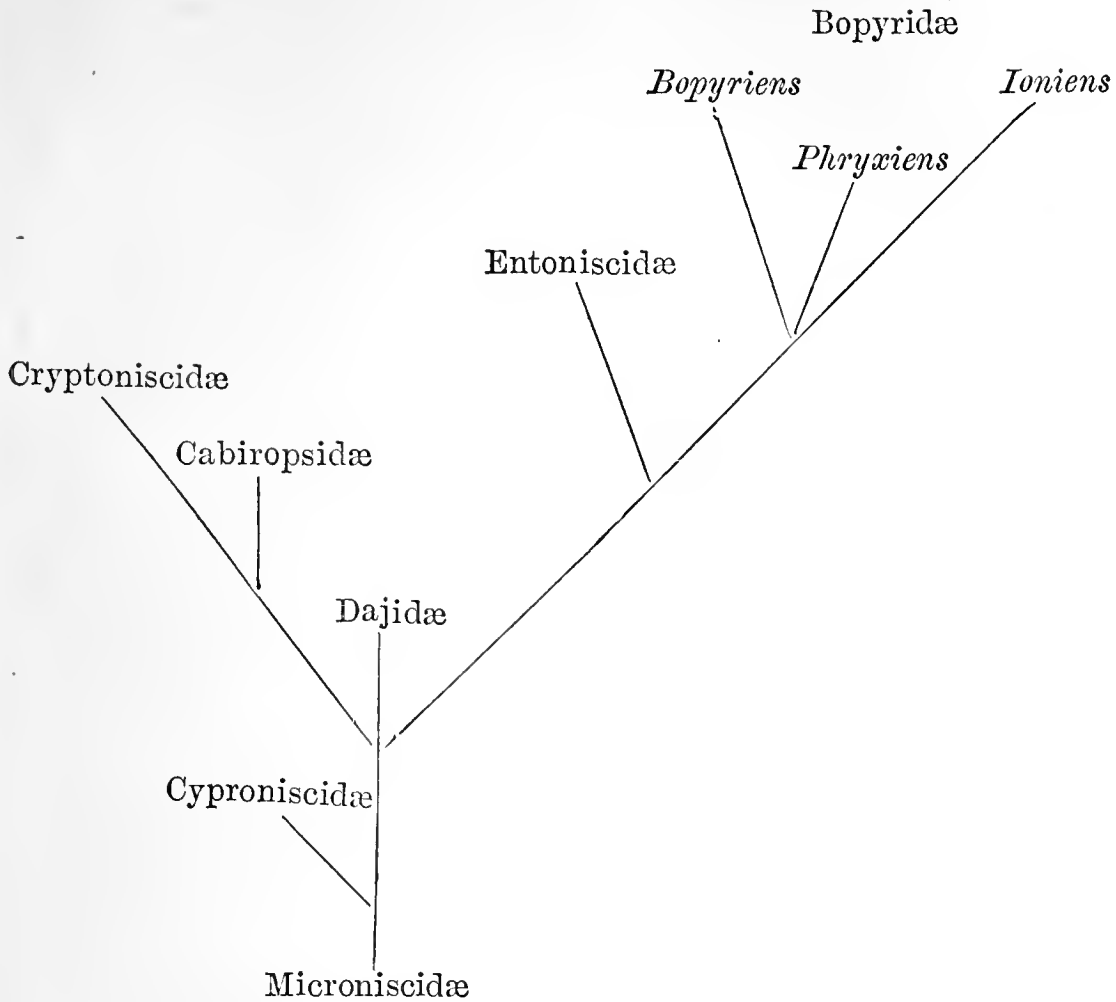 Bopyridæ
Bopyriens
Ioniens
Phryxiens
Entoniscidæ
Cryptoniscidæ
Cabiropsidæ
Dajidæ
Cyproniscidæ
Microniscidæ